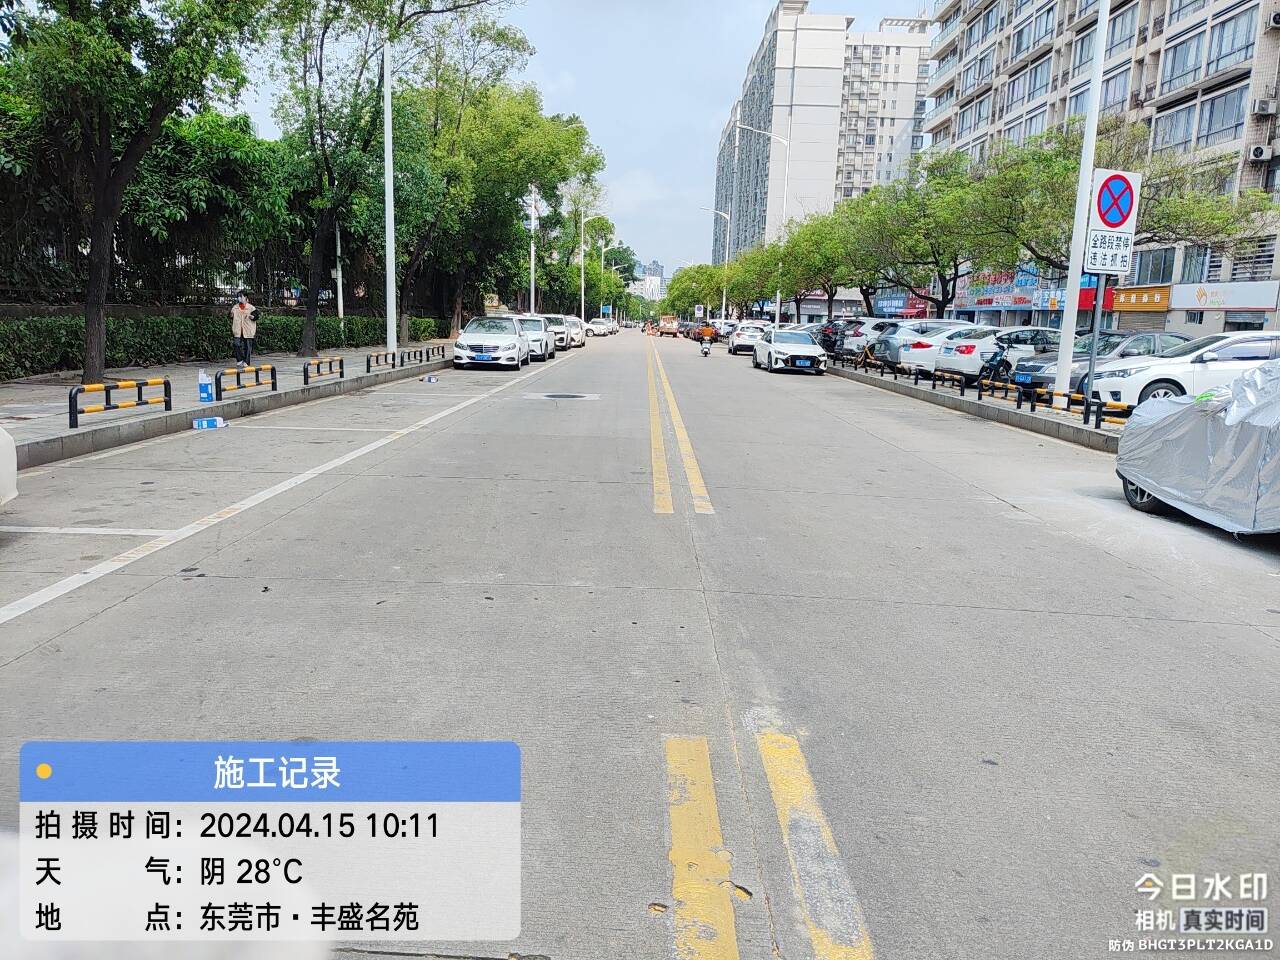 全路段禁停
违法抓拍
施工记录
拍摄时间：2024.04.15 10:11
天气：阴 28°C
地点：东莞市·丰盛名苑
今日水印
相机 真实时间
防伪 BHGT3PLT2KGA1D